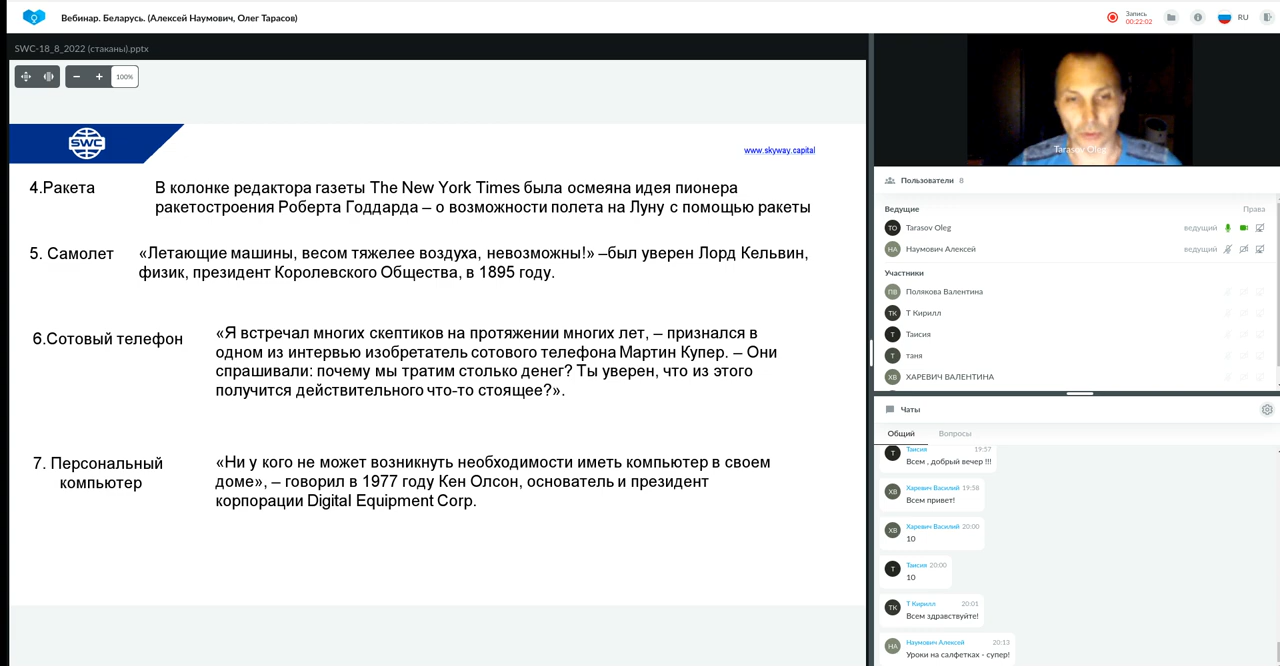 Вебинар. Беларусь. (Алексей Наумович, Олег Тарасов)
Запись
00:22:02
RU
SWC-18_8_2022 (стаканы).pptx
100%
SWC
www.skyway.capital
4.Ракета
В колонке редактора газеты The New York Times была осмеяна идея пионера
ракетостроения Роберта Годдарда – о возможности полета на Луну с помощью ракеты
5. Самолет
«Летающие машины, весом тяжелее воздуха, невозможны!» –был уверен Лорд Кельвин,
физик, президент Королевского Общества, в 1895 году.
6.Сотовый телефон
«Я встречал многих скептиков на протяжении многих лет, – признался в
одном из интервью изобретатель сотового телефона Мартин Купер. – Они
спрашивали: почему мы тратим столько денег? Ты уверен, что из этого
получится действительного что-то стоящее?».
7. Персональный
компьютер
«Ни у кого не может возникнуть необходимости иметь компьютер в своем
доме», – говорил в 1977 году Кен Олсон, основатель и президент
корпорации Digital Equipment Corp.
Tarasov Oleg
Пользователи 8
Ведущие Права
TO Tarasov Oleg ведущий
НА Наумович Алексей ведущий
Участники
ПВ Полякова Валентина
ТК Т Кирилл
Т Таисия
Т таня
ХВ ХАРЕВИЧ ВАЛЕНТИНА
Чаты
Общий Вопросы
Т Таисия 19:57
Всем , добрый вечер !!!
ХВ Харевич Василий 19:58
Всем привет!
ХВ Харевич Василий 20:00
10
Т Таисия 20:00
10
ТК Т Кирилл 20:01
Всем здравствуйте!
НА Наумович Алексей 20:13
Уроки на салфетках - супер!